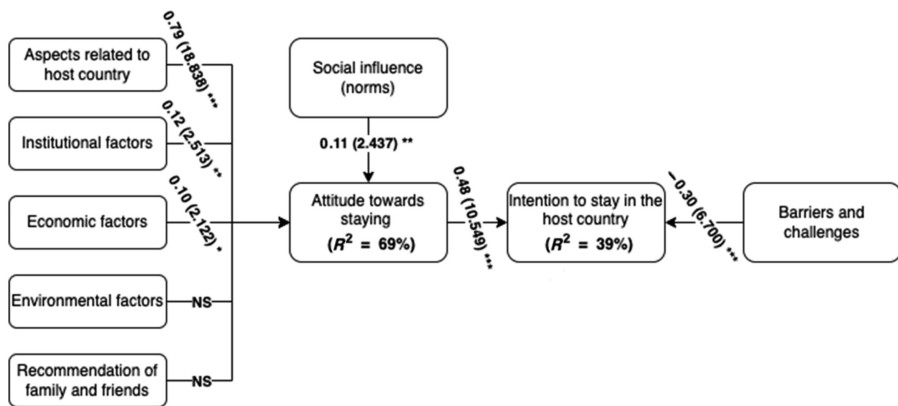 Aspects related to
host country
0.79 (18.838) ***
Social influence
(norms)
Institutional factors
0.12 (2.513) **
0.11 (2.437) **
Economic factors
0.10 (2.122) *
Attitude towards
staying
(R² = 69%)
0.48 (10.549) ***
Intention to stay in the
host country
(R² = 39%)
−0.30 (6.700) ***
Barriers and
challenges
Environmental factors
NS
Recommendation of
family and friends
NS